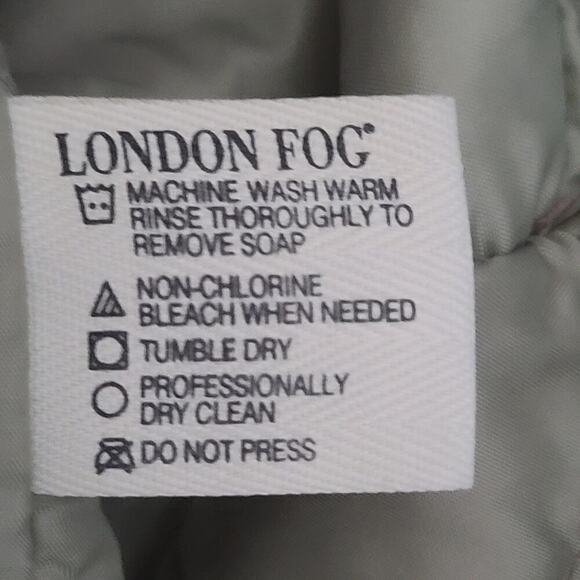 LONDON FOG®
MACHINE WASH WARM
RINSE THOROUGHLY TO
REMOVE SOAP
NON-CHLORINE
BLEACH WHEN NEEDED
TUMBLE DRY
PROFESSIONALLY
DRY CLEAN
DO NOT PRESS